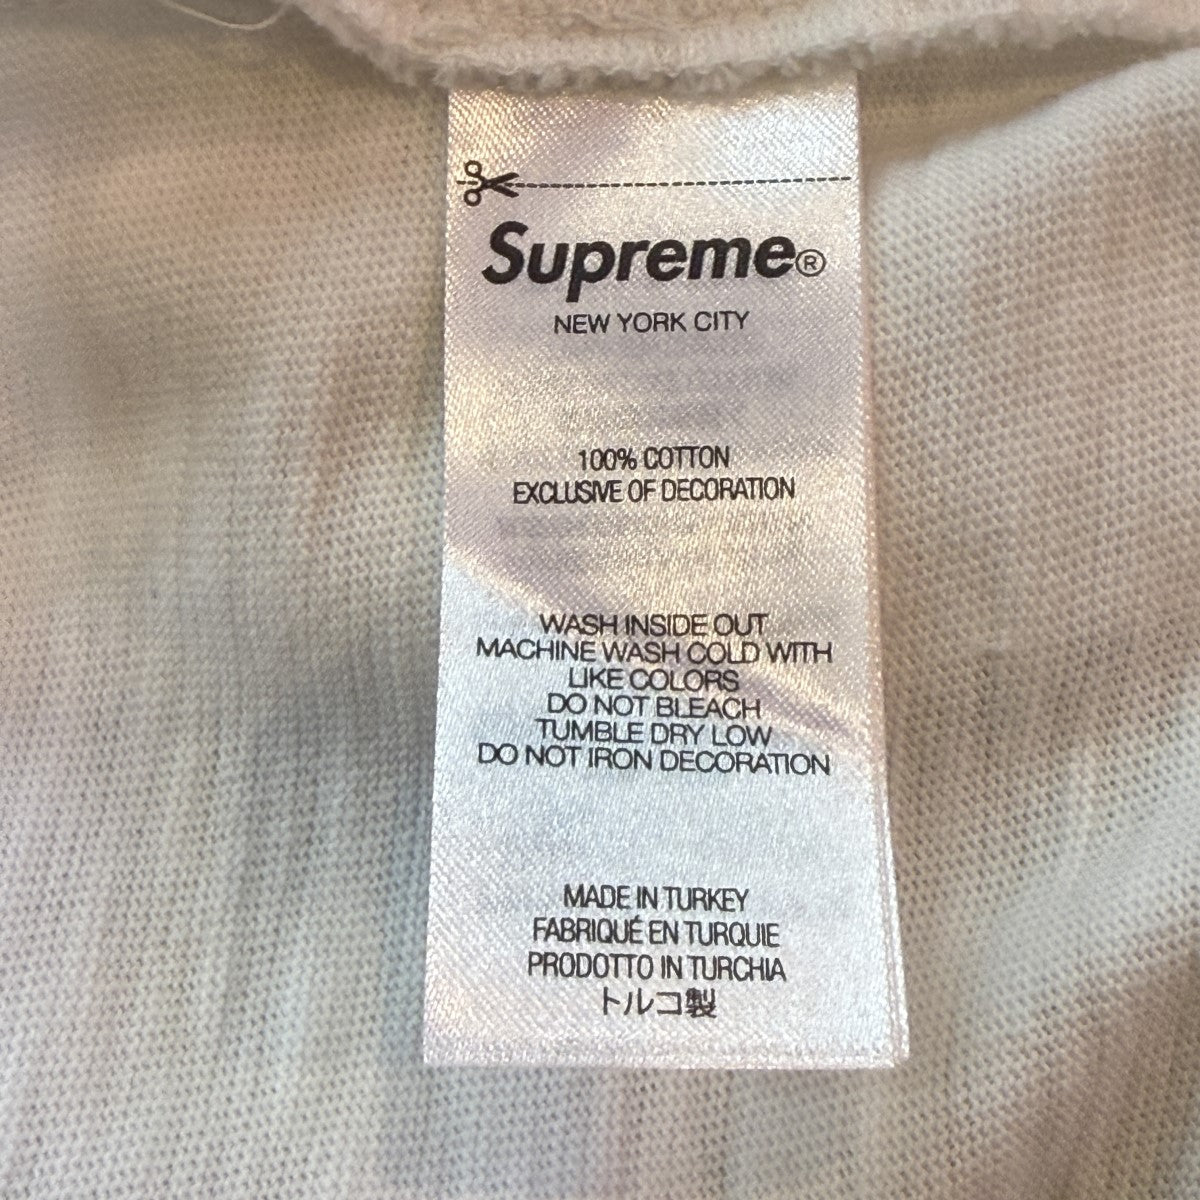 Supreme®
NEW YORK CITY
100% COTTON
EXCLUSIVE OF DECORATION
WASH INSIDE OUT
MACHINE WASH COLD WITH
LIKE COLORS
DO NOT BLEACH
TUMBLE DRY LOW
DO NOT IRON DECORATION
MADE IN TURKEY
FABRIQUÉ EN TURQUIE
PRODOTTO IN TURCHIA
トルコ製